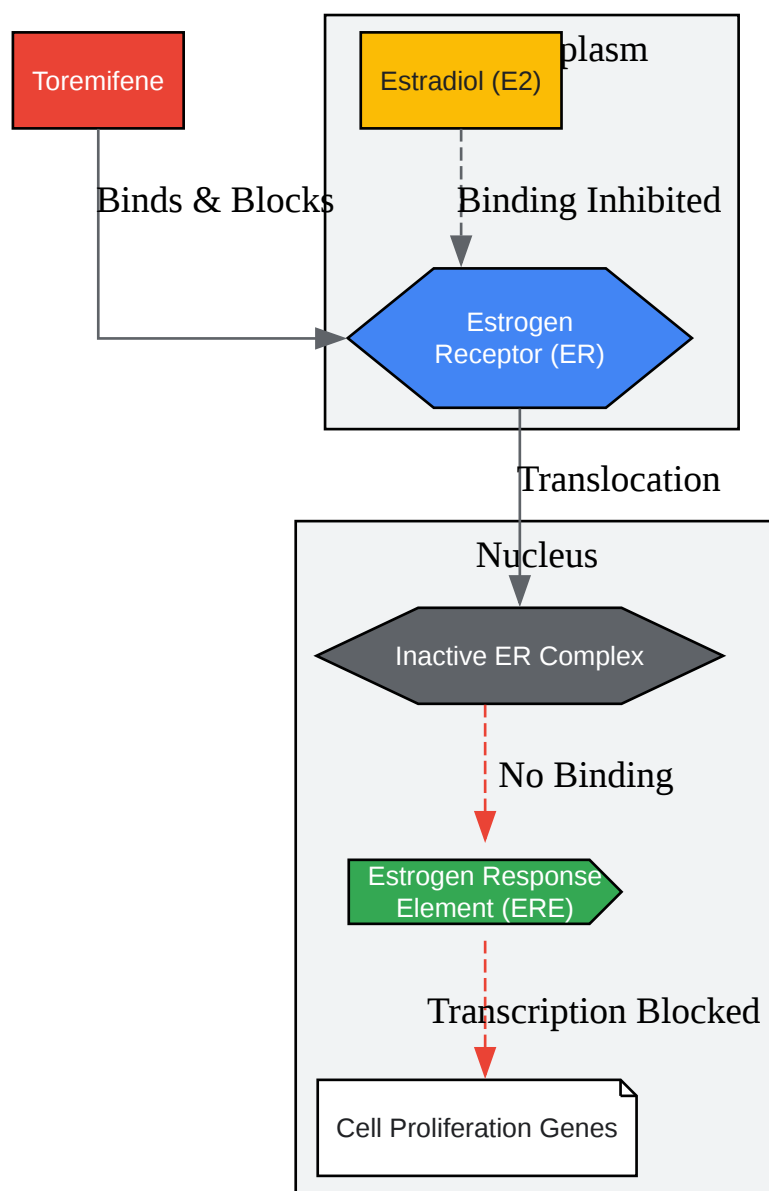 Toremifene
Estradiol (E2)
plasm
Binds & Blocks
Binding Inhibited
Estrogen
Receptor (ER)
Translocation
Nucleus
Inactive ER Complex
No Binding
Estrogen Response
Element (ERE)
Transcription Blocked
Cell Proliferation Genes